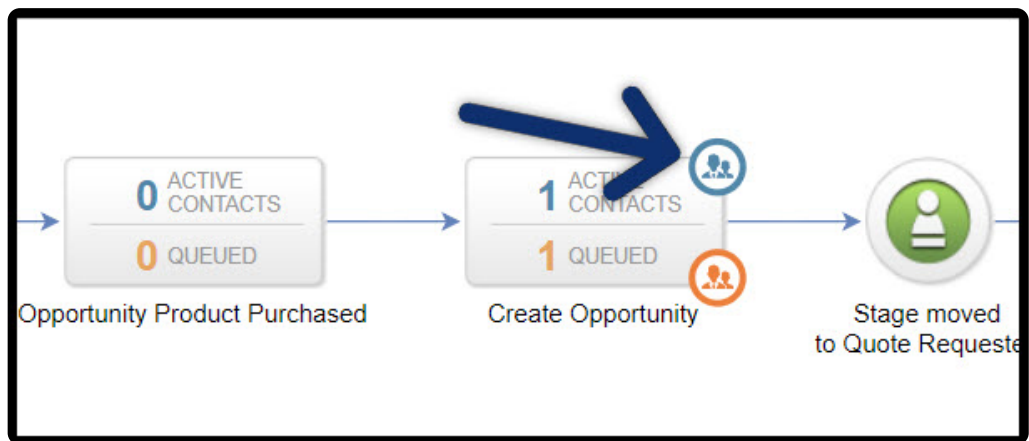 0 ACTIVE
CONTACTS
0 QUEUED
Opportunity Product Purchased
1 ACTIVE
CONTACTS
1 QUEUED
Create Opportunity
Stage moved
to Quote Requeste